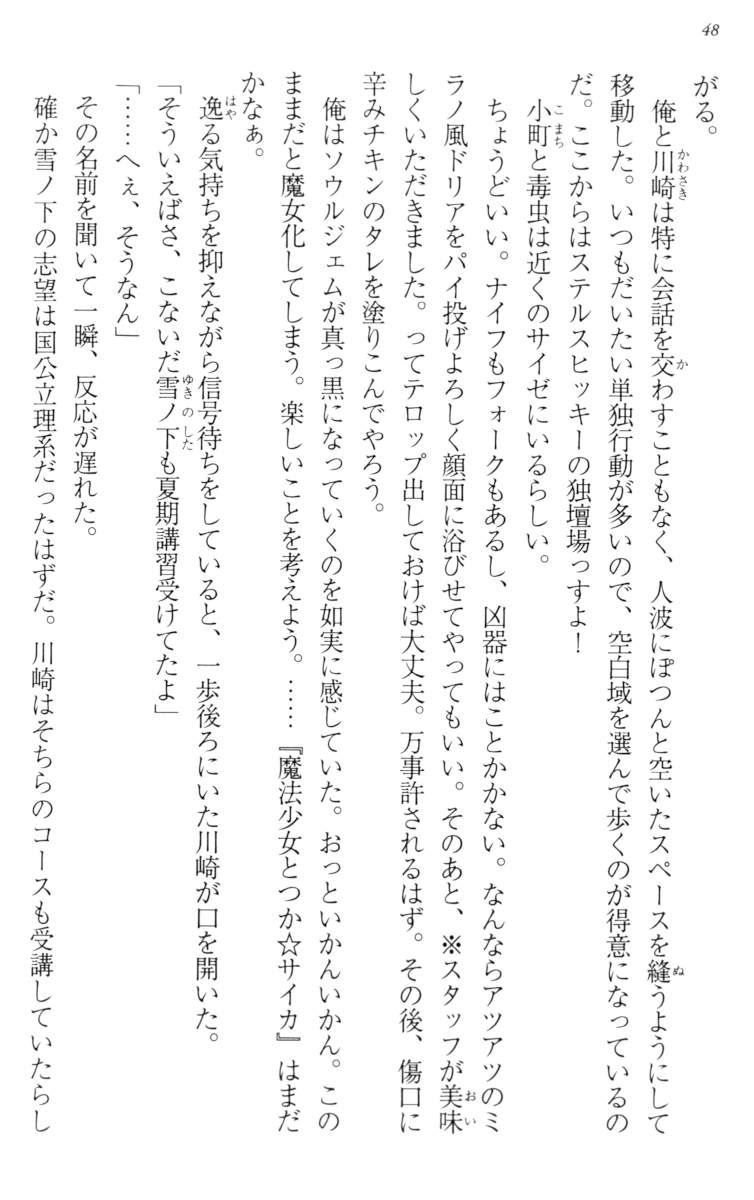 48
がる。
俺と川崎は特に会話を交わすこともなく、人波にぽつんと空いたスペースを縫うようにして
移動した。いつもだいたい単独行動が多いので、空白域を選んで歩くのが得意になっているの
だ。ここからはステルスヒッキーの独壇場っすよ！
小町と毒虫は近くのサイゼにいるらしい。
ちょうどいい。ナイフもフォークもあるし、凶器にはことかかない。なんならアツアツのミ
ラノ風ドリアをパイ投げよろしく顔面に浴びせてやってもいい。そのあと、※スタッフが美味
しくいただきました。ってテロップ出しておけば大丈夫。万事許されるはず。その後、傷口に
辛みチキンのタレを塗りこんでやろう。
俺はソウルジェムが真っ黒になっていくのを如実に感じていた。おっといかんいかん。この
ままだと魔女化してしまう。楽しいことを考えよう。……『魔法少女とつか☆サイカ』はまだ
かなぁ。
逸る気持ちを抑えながら信号待ちをしていると、一歩後ろにいた川崎が口を開いた。
「そういえばさ、こないだ雪ノ下も夏期講習受けてたよ」
「……へぇ、そうなん」
その名前を聞いて一瞬、反応が遅れた。
確か雪ノ下の志望は国公立理系だったはずだ。川崎はそちらのコースも受講していたらし